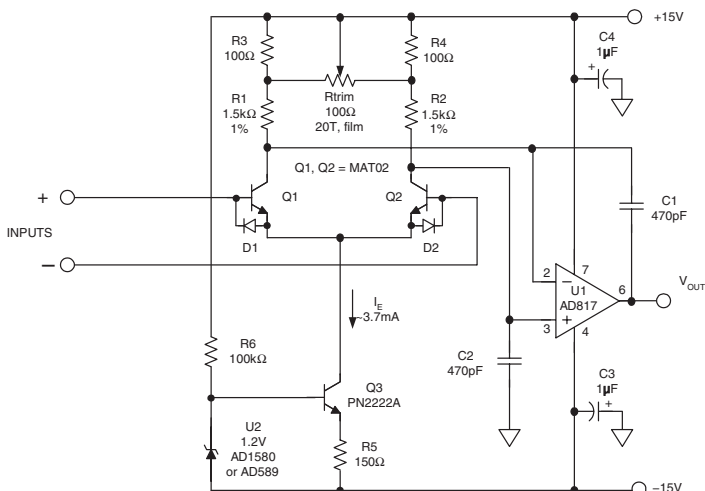 +15V
R3
100Ω
R4
100Ω
C4
1µF
+
R1
1.5kΩ
1%
Rtrim
100Ω
20T, film
R2
1.5kΩ
1%
Q1, Q2 = MAT02
+
Q1
Q2
C1
470pF
INPUTS
D1
D2
−
2
−
7
U1
AD817
6
VOUT
3
+
4
IE
~3.7mA
R6
100kΩ
C2
470pF
C3
1µF
+
Q3
PN2222A
U2
1.2V
AD1580
or AD589
R5
150Ω
−15V